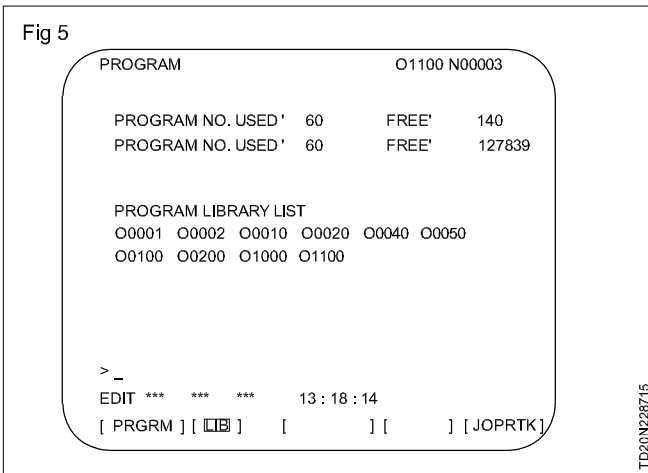 Fig 5
PROGRAM O1100 N00003
PROGRAM NO. USED ' 60 FREE' 140
PROGRAM NO. USED ' 60 FREE' 127839
PROGRAM LIBRARY LIST
O0001 O0002 O0010 O0020 O0040 O0050
O0100 O0200 O1000 O1100
> _
EDIT *** *** *** 13 : 18 : 14
[ PRGRM ] [ LIB ] [ ] [ ] [ JOPRTK ]
TD20N228715